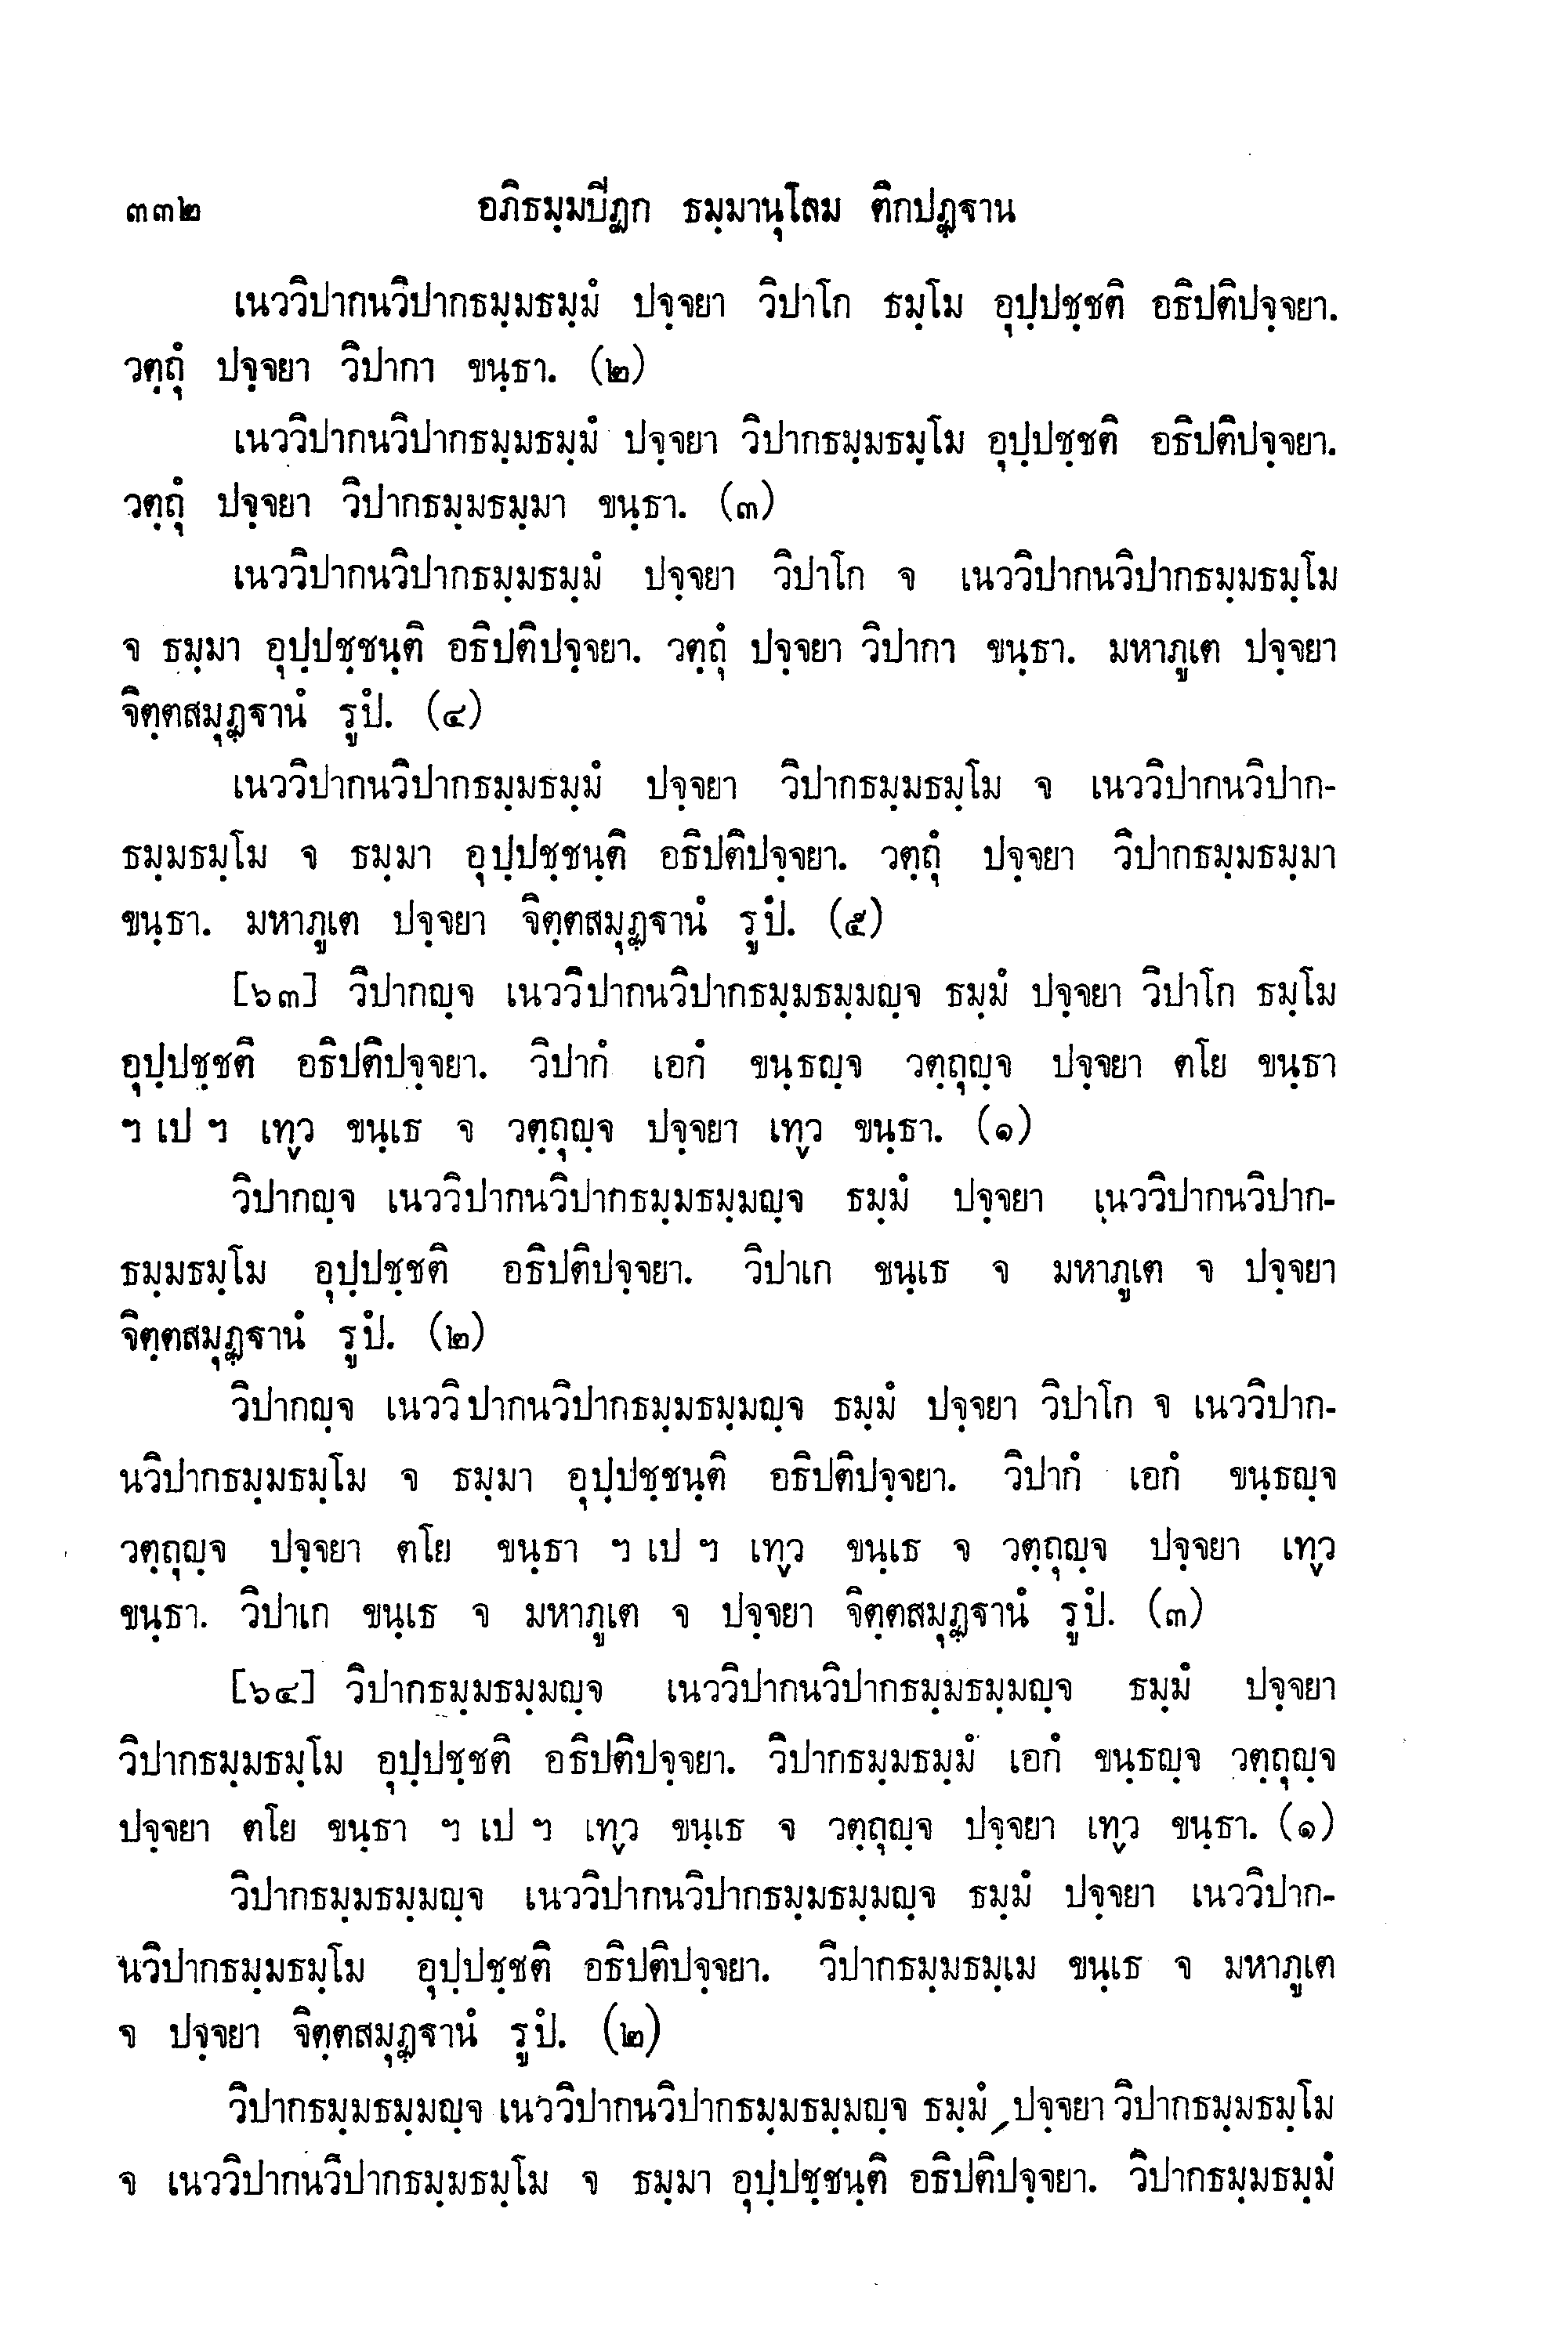 ๓๓๒ อภิธมฺมปิฏก ธมฺมานุโลม ติกปฏฺฐาน
เนววิปากนวิปากธมฺมธมฺมํ ปจฺจยา วิปาโก ธมฺโม อุปฺปชฺชติ อธิปติปจฺจยา.
วตฺถุํ ปจฺจยา วิปากา ขนฺธา. (๒)
เนววิปากนวิปากธมฺมธมฺมํ ปจฺจยา วิปากธมฺมธมฺโม อุปฺปชฺชติ อธิปติปจฺจยา.
วตฺถุํ ปจฺจยา วิปากธมฺมธมฺมา ขนฺธา. (๓)
เนววิปากนวิปากธมฺมธมฺมํ ปจฺจยา วิปาโก จ เนววิปากนวิปากธมฺมธมฺโม
จ ธมฺมา อุปฺปชฺชนฺติ อธิปติปจฺจยา. วตฺถุํ ปจฺจยา วิปากา ขนฺธา. มหาภูเต ปจฺจยา
จิตฺตสมุฏฺฐานํ รูปํ. (๔)
เนววิปากนวิปากธมฺมธมฺมํ ปจฺจยา วิปากธมฺมธมฺโม จ เนววิปากนวิปาก-
ธมฺมธมฺโม จ ธมฺมา อุปฺปชฺชนฺติ อธิปติปจฺจยา. วตฺถุํ ปจฺจยา วิปากธมฺมธมฺมา
ขนฺธา. มหาภูเต ปจฺจยา จิตฺตสมุฏฺฐานํ รูปํ. (๕)
[๖๓] วิปากญฺจ เนววิปากนวิปากธมฺมธมฺมญฺจ ธมฺมํ ปจฺจยา วิปาโก ธมฺโม
อุปฺปชฺชติ อธิปติปจฺจยา. วิปากํ เอกํ ขนฺธญฺจ วตฺถุญฺจ ปจฺจยา ตโย ขนฺธา
ฯ เป ฯ เทฺว ขนฺเธ จ วตฺถุญฺจ ปจฺจยา เทฺว ขนฺธา. (๑)
วิปากญฺจ เนววิปากนวิปากธมฺมธมฺมญฺจ ธมฺมํ ปจฺจยา เนววิปากนวิปาก-
ธมฺมธมฺโม อุปฺปชฺชติ อธิปติปจฺจยา. วิปาเก ขนฺเธ จ มหาภูเต จ ปจฺจยา
จิตฺตสมุฏฺฐานํ รูปํ. (๒)
วิปากญฺจ เนววิปากนวิปากธมฺมธมฺมญฺจ ธมฺมํ ปจฺจยา วิปาโก จ เนววิปาก-
นวิปากธมฺมธมฺโม จ ธมฺมา อุปฺปชฺชนฺติ อธิปติปจฺจยา. วิปากํ เอกํ ขนฺธญฺจ
วตฺถุญฺจ ปจฺจยา ตโย ขนฺธา ฯ เป ฯ เทฺว ขนฺเธ จ วตฺถุญฺจ ปจฺจยา เทฺว
ขนฺธา. วิปาเก ขนฺเธ จ มหาภูเต จ ปจฺจยา จิตฺตสมุฏฺฐานํ รูปํ. (๓)
[๖๔] วิปากธมฺมธมฺมญฺจ เนววิปากนวิปากธมฺมธมฺมญฺจ ธมฺมํ ปจฺจยา
วิปากธมฺมธมฺโม อุปฺปชฺชติ อธิปติปจฺจยา. วิปากธมฺมธมฺมํ เอกํ ขนฺธญฺจ วตฺถุญฺจ
ปจฺจยา ตโย ขนฺธา ฯ เป ฯ เทฺว ขนฺเธ จ วตฺถุญฺจ ปจฺจยา เทฺว ขนฺธา. (๑)
วิปากธมฺมธมฺมญฺจ เนววิปากนวิปากธมฺมธมฺมญฺจ ธมฺมํ ปจฺจยา เนววิปาก-
นวิปากธมฺมธมฺโม อุปฺปชฺชติ อธิปติปจฺจยา. วิปากธมฺมธมฺเม ขนฺเธ จ มหาภูเต
จ ปจฺจยา จิตฺตสมุฏฺฐานํ รูปํ. (๒)
วิปากธมฺมธมฺมญฺจ เนววิปากนวิปากธมฺมธมฺมญฺจ ธมฺมํ ปจฺจยา วิปากธมฺมธมฺโม
จ เนววิปากนวิปากธมฺมธมฺโม จ ธมฺมา อุปฺปชฺชนฺติ อธิปติปจฺจยา. วิปากธมฺมธมฺมํ